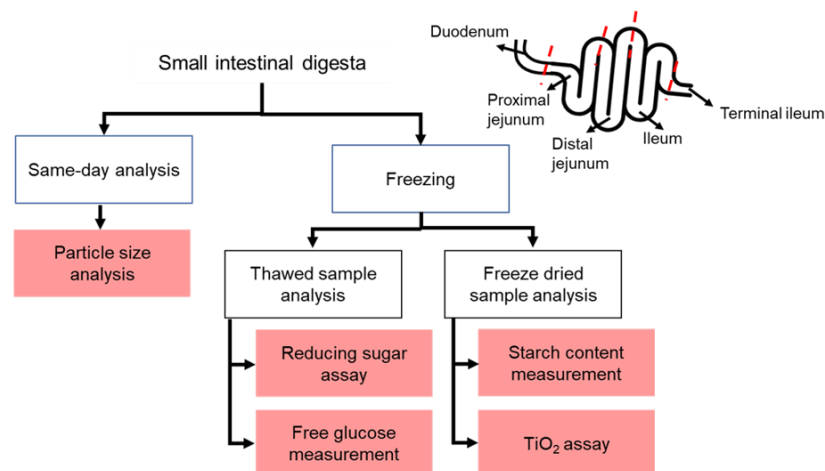 Small intestinal digesta
Duodenum
Proximal
jejunum
Distal
jejunum
Ileum
Terminal ileum
Same-day analysis
Freezing
Particle size
analysis
Thawed sample
analysis
Freeze dried
sample analysis
Reducing sugar
assay
Starch content
measurement
Free glucose
measurement
TiO₂ assay